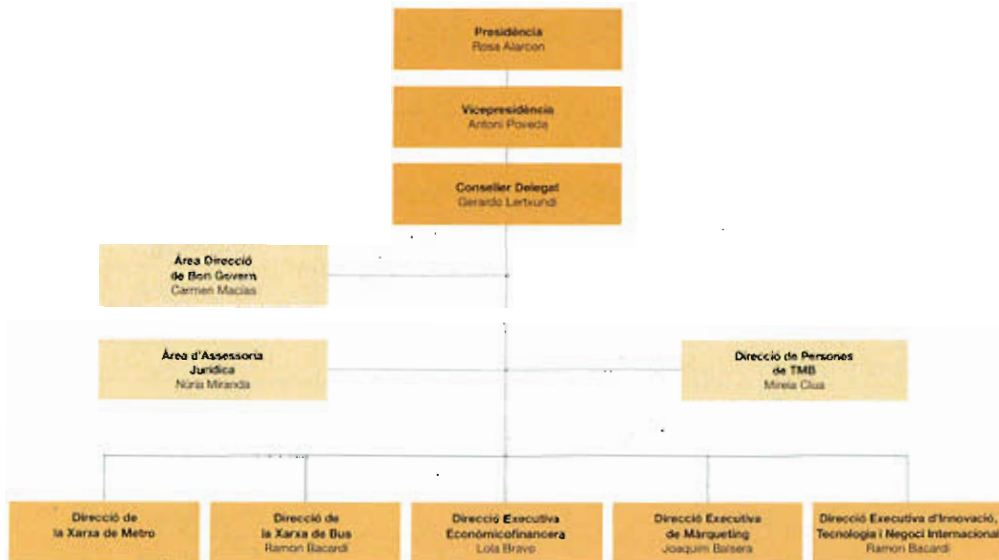 Presidència
Rosa Alarcon
Vicepresidència
Antoni Poveda
Conseller Delegat
Gerardo Lertxundi
Àrea Direcció
de Bon Govern
Carmen Macías
Àrea d'Assessoria
Jurídica
Núria Miranda
Direcció de Persones
de TMB
Mireia Clua
Direcció de
la Xarxa de Metro
Direcció de
la Xarxa de Bus
Ramon Bacardí
Direcció Executiva
Econòmicofinancera
Lola Bravo
Direcció Executiva
de Màrqueting
Joaquim Balsera
Direcció Executiva d'Innovació,
Tecnologia i Negoci Internacional
Ramon Bacardí